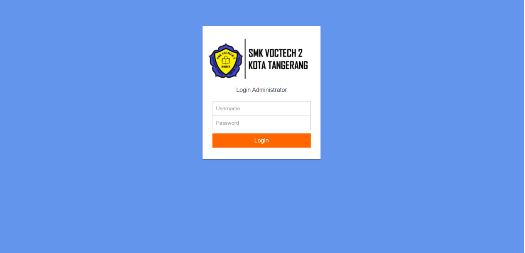 SMK VOCTECH 2
KOTA TANGERANG
Login Administrator
Username
Password
Login